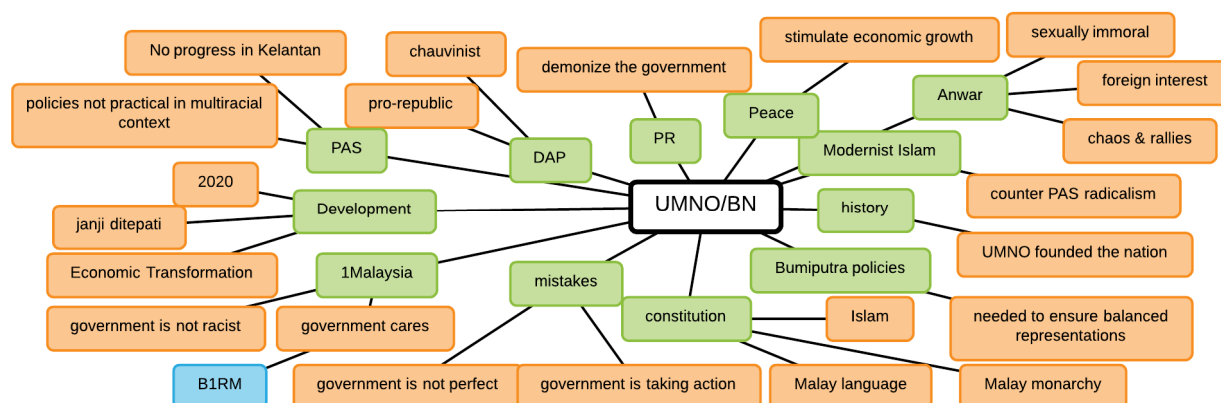 No progress in Kelantan
chauvinist
demonize the government
stimulate economic growth
sexually immoral
policies not practical in multiracial
context
pro-republic
PR
Peace
Anwar
foreign interest
PAS
DAP
Modernist Islam
chaos & rallies
2020
Development
UMNO/BN
history
counter PAS radicalism
janji ditepati
Economic Transformation
1Malaysia
mistakes
Bumiputra policies
UMNO founded the nation
government is not racist
government cares
constitution
Islam
needed to ensure balanced
representations
B1RM
government is not perfect
government is taking action
Malay language
Malay monarchy